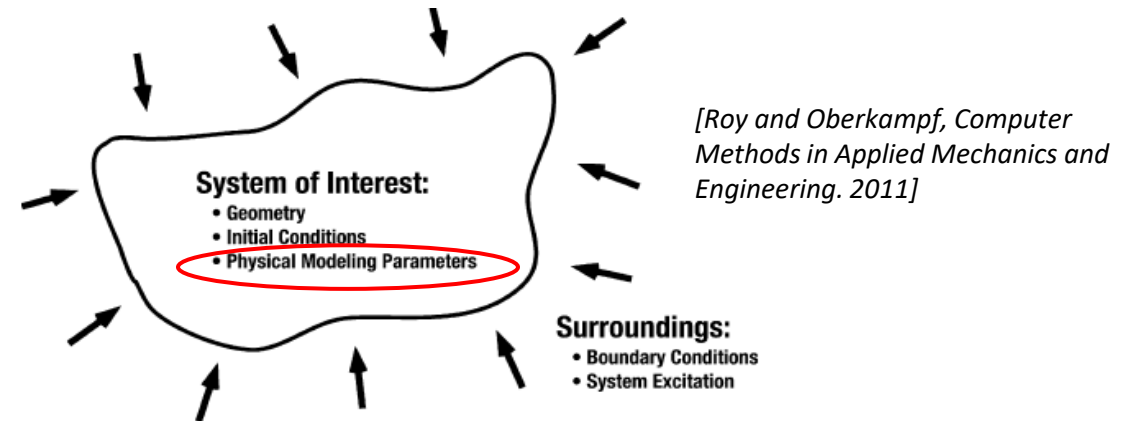 System of Interest:
• Geometry
• Initial Conditions
• Physical Modeling Parameters
[Roy and Oberkampf, Computer
Methods in Applied Mechanics and
Engineering. 2011]
Surroundings:
• Boundary Conditions
• System Excitation